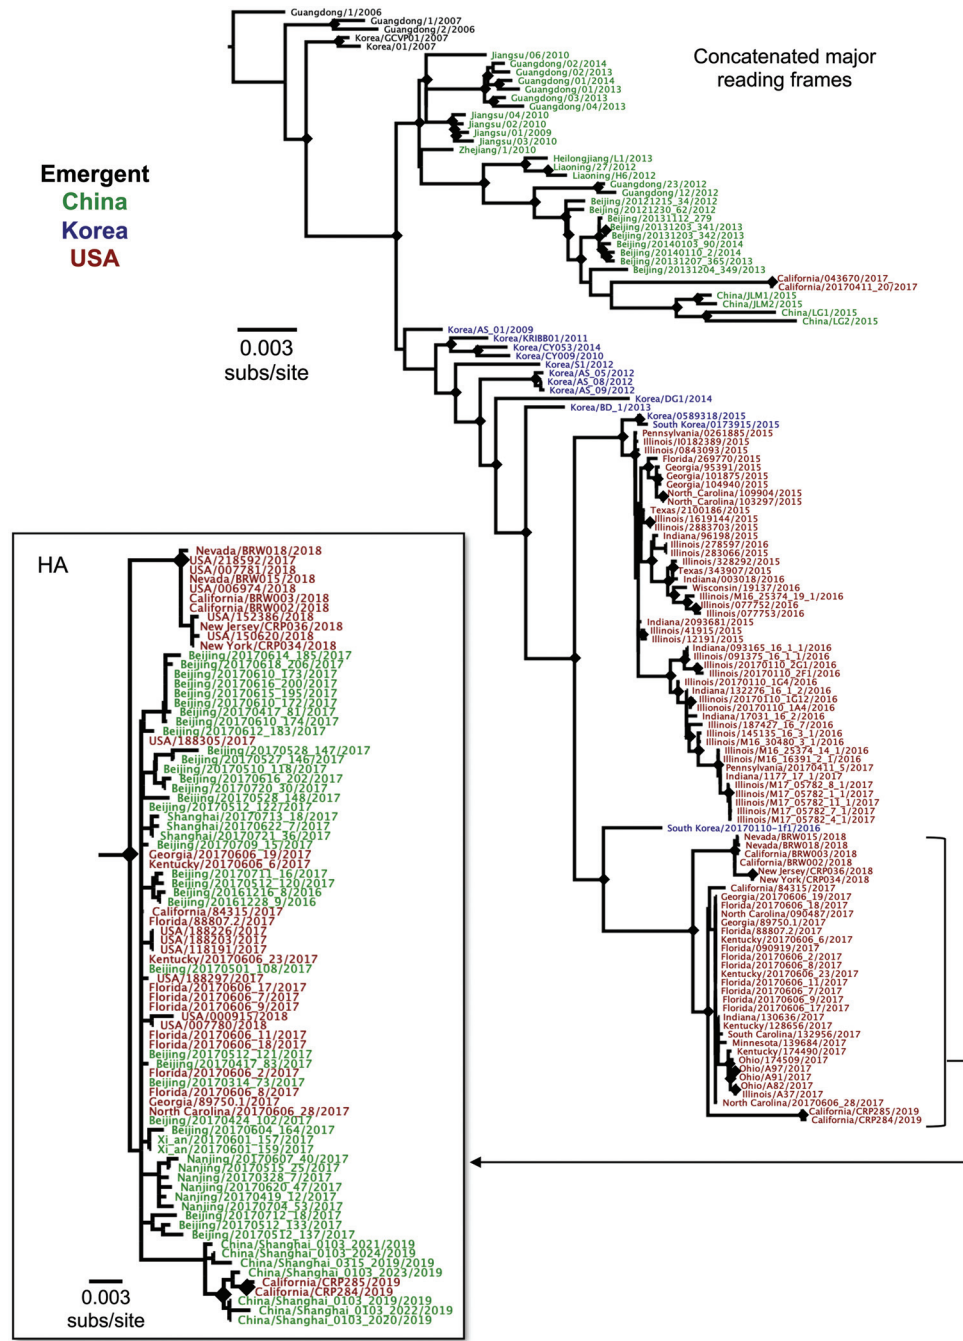 Guangdong/1/2006
Guangdong/1/2007
Guangdong/2/2006
Korea/GCVP01/2007
Korea/01/2007
Concatenated major
reading frames
Jiangsu/06/2010
Guangdong/02/2014
Guangdong/02/2013
Guangdong/01/2014
Guangdong/01/2013
Guangdong/03/2013
Guangdong/04/2013
Jiangsu/04/2010
Jiangsu/02/2010
Jiangsu/01/2009
Jiangsu/03/2010
Zhejiang/1/2010
Heilongjiang/L1/2013
Liaoning/27/2012
Liaoning/H6/2012
Guangdong/23/2012
Guangdong/12/2012
Beijing/20121215_34/2012
Beijing/20121230_62/2012
Beijing/20131112_279
Beijing/20131203_341/2013
Beijing/20131203_342/2013
Beijing/20140103_90/2014
Beijing/20140110_2/2014
Beijing/20131207_365/2013
Beijing/20131204_349/2013
California/043670/2017
California/20170411_20/2017
China/JLM1/2015
China/JLM2/2015
China/LG1/2015
China/LG2/2015
Emergent
China
Korea
USA
0.003
subs/site
Korea/AS_01/2009
Korea/KRIBB01/2011
Korea/CY053/2014
Korea/CY009/2010
Korea/S1/2012
Korea/AS_05/2012
Korea/AS_08/2012
Korea/AS_09/2012
Korea/DG1/2014
Korea/BD_1/2013
Korea/0589318/2015
South Korea/0173915/2015
Pennsylvania/0261885/2015
Illinois/I0182389/2015
Illinois/0843093/2015
Florida/269770/2015
Georgia/95391/2015
Georgia/101875/2015
Georgia/104940/2015
North_Carolina/109904/2015
North_Carolina/103297/2015
Texas/2100186/2015
Illinois/1619144/2015
Illinois/2883703/2015
Indiana/96198/2015
Illinois/278597/2016
Illinois/283066/2015
Illinois/328292/2015
Texas/343907/2015
Indiana/003018/2016
Wisconsin/19137/2016
Illinois/M16_25374_19_1/2016
Illinois/077752/2016
Illinois/077753/2016
Indiana/2093681/2015
Illinois/41915/2015
Illinois/12191/2015
Indiana/093165_16_1_1/2016
Illinois/091375_16_1_1/2016
Illinois/20170110_2G1/2016
Illinois/20170110_2F1/2016
Illinois/20170110_1G4/2016
Indiana/132276_16_1_2/2016
Illinois/20170110_1G12/2016
Illionois/20170110_1A4/2016
Indiana/17031_16_2/2016
Illinois/187427_16_7/2016
Illinois/145135_16_3_1/2016
Illinois/M16_30480_3_1/2016
Illinois/M16_25374_14_1/2016
Illinois/M16_16391_2_1/2016
Pennsylvania/20170411_5/2017
Indiana/1177_17_1/2017
Illinois/M17_05782_8_1/2017
Illinois/M17_05782_1_1/2017
Illinois/M17_05782_11_1/2017
Illinois/M17_05782_7_1/2017
Illinois/M17_05782_4_1/2017
South Korea/20170110-1f1/2016
Nevada/BRW015/2018
Nevada/BRW018/2018
California/BRW003/2018
California/BRW002/2018
New Jersey/CRP036/2018
New York/CRP034/2018
California/84315/2017
Georgia/20170606_19/2017
Florida/20170606_18/2017
North Carolina/090487/2017
Georgia/89750.1/2017
Florida/88807.2/2017
Kentucky/20170606_6/2017
Florida/090919/2017
Florida/20170606_2/2017
Florida/20170606_8/2017
Kentucky/20170606_23/2017
Florida/20170606_11/2017
Florida/20170606_7/2017
Florida/20170606_9/2017
Florida/20170606_17/2017
Indiana/130636/2017
Kentucky/128656/2017
South Carolina/132956/2017
Minnesota/139684/2017
Kentucky/174490/2017
Ohio/174509/2017
Ohio/A97/2017
Ohio/A91/2017
Ohio/A82/2017
Illinois/A37/2017
North Carolina/20170606_28/2017
California/CRP285/2019
California/CRP284/2019
HA
Nevada/BRW018/2018
USA/218592/2017
USA/007781/2018
Nevada/BRW015/2018
USA/006974/2018
California/BRW003/2018
California/BRW002/2018
USA/152386/2018
New Jersey/CRP036/2018
USA/150620/2018
New York/CRP034/2018
Beijing/20170614_185/2017
Beijing/20170618_206/2017
Beijing/20170610_173/2017
Beijing/20170616_200/2017
Beijing/20170615_195/2017
Beijing/20170610_172/2017
Beijing/20170417_81/2017
Beijing/20170610_174/2017
Beijing/20170612_183/2017
USA/188305/2017
Beijing/20170528_147/2017
Beijing/20170527_146/2017
Beijing/20170510_118/2017
Beijing/20170616_202/2017
Beijing/20170720_30/2017
Beijing/20170528_148/2017
Beijing/20170512_122/2017
Shanghai/20170713_18/2017
Shanghai/20170622_7/2017
Shanghai/20170721_36/2017
Beijing/20170709_15/2017
Georgia/20170606_19/2017
Kentucky/20170606_6/2017
Beijing/20170711_16/2017
Beijing/20170512_120/2017
Beijing/20161216_8/2016
Beijing/20161228_9/2016
California/84315/2017
Florida/88807.2/2017
USA/188226/2017
USA/188203/2017
USA/118191/2017
Kentucky/20170606_23/2017
Beijing/20170501_108/2017
USA/188297/2017
Florida/20170606_17/2017
Florida/20170606_7/2017
Florida/20170606_9/2017
USA/000915/2018
USA/007780/2018
Florida/20170606_11/2017
Florida/20170606_18/2017
Beijing/20170512_121/2017
Beijing/20170417_83/2017
Florida/20170606_2/2017
Beijing/20170314_73/2017
Florida/20170606_8/2017
Georgia/89750.1/2017
North Carolina/20170606_28/2017
Beijing/20170424_102/2017
Beijing/20170604_164/2017
Xi_an/20170601_157/2017
Xi_an/20170601_159/2017
Nanjing/20170607_40/2017
Nanjing/20170515_25/2017
Nanjing/20170328_7/2017
Nanjing/20170620_47/2017
Nanjing/20170419_12/2017
Nanjing/20170704_53/2017
Beijing/20170712_18/2017
Beijing/20170512_133/2017
Beijing/20170512_137/2017
China/Shanghai_0103_2021/2019
China/Shanghai_0103_2024/2019
China/Shanghai_0315_2019/2019
China/Shanghai_0103_2023/2019
California/CRP285/2019
California/CRP284/2019
China/Shanghai_0103_2019/2019
China/Shanghai_0103_2022/2019
China/Shanghai_0103_2020/2019
0.003
subs/site